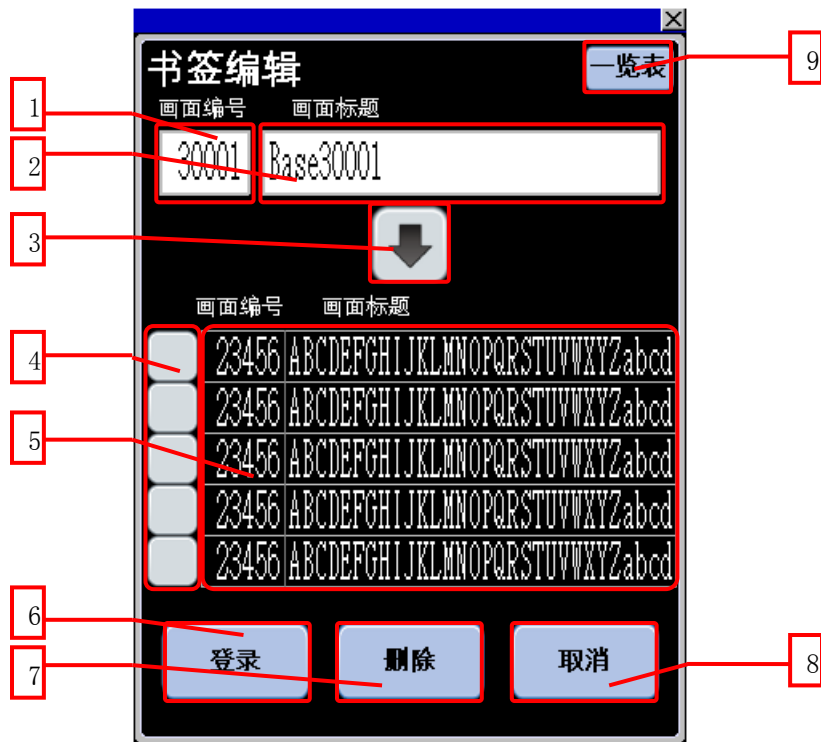 书签编辑
一览表
9
1
画面编号 画面标题
2
30001 Base30001
3
画面编号 画面标题
4
23456 ABCDEFGHIJKLMNOPQRSTUVWXYZabcd
23456 ABCDEFGHIJKLMNOPQRSTUVWXYZabcd
5
23456 ABCDEFGHIJKLMNOPQRSTUVWXYZabcd
23456 ABCDEFGHIJKLMNOPQRSTUVWXYZabcd
23456 ABCDEFGHIJKLMNOPQRSTUVWXYZabcd
6
登录 删除 取消
7
8